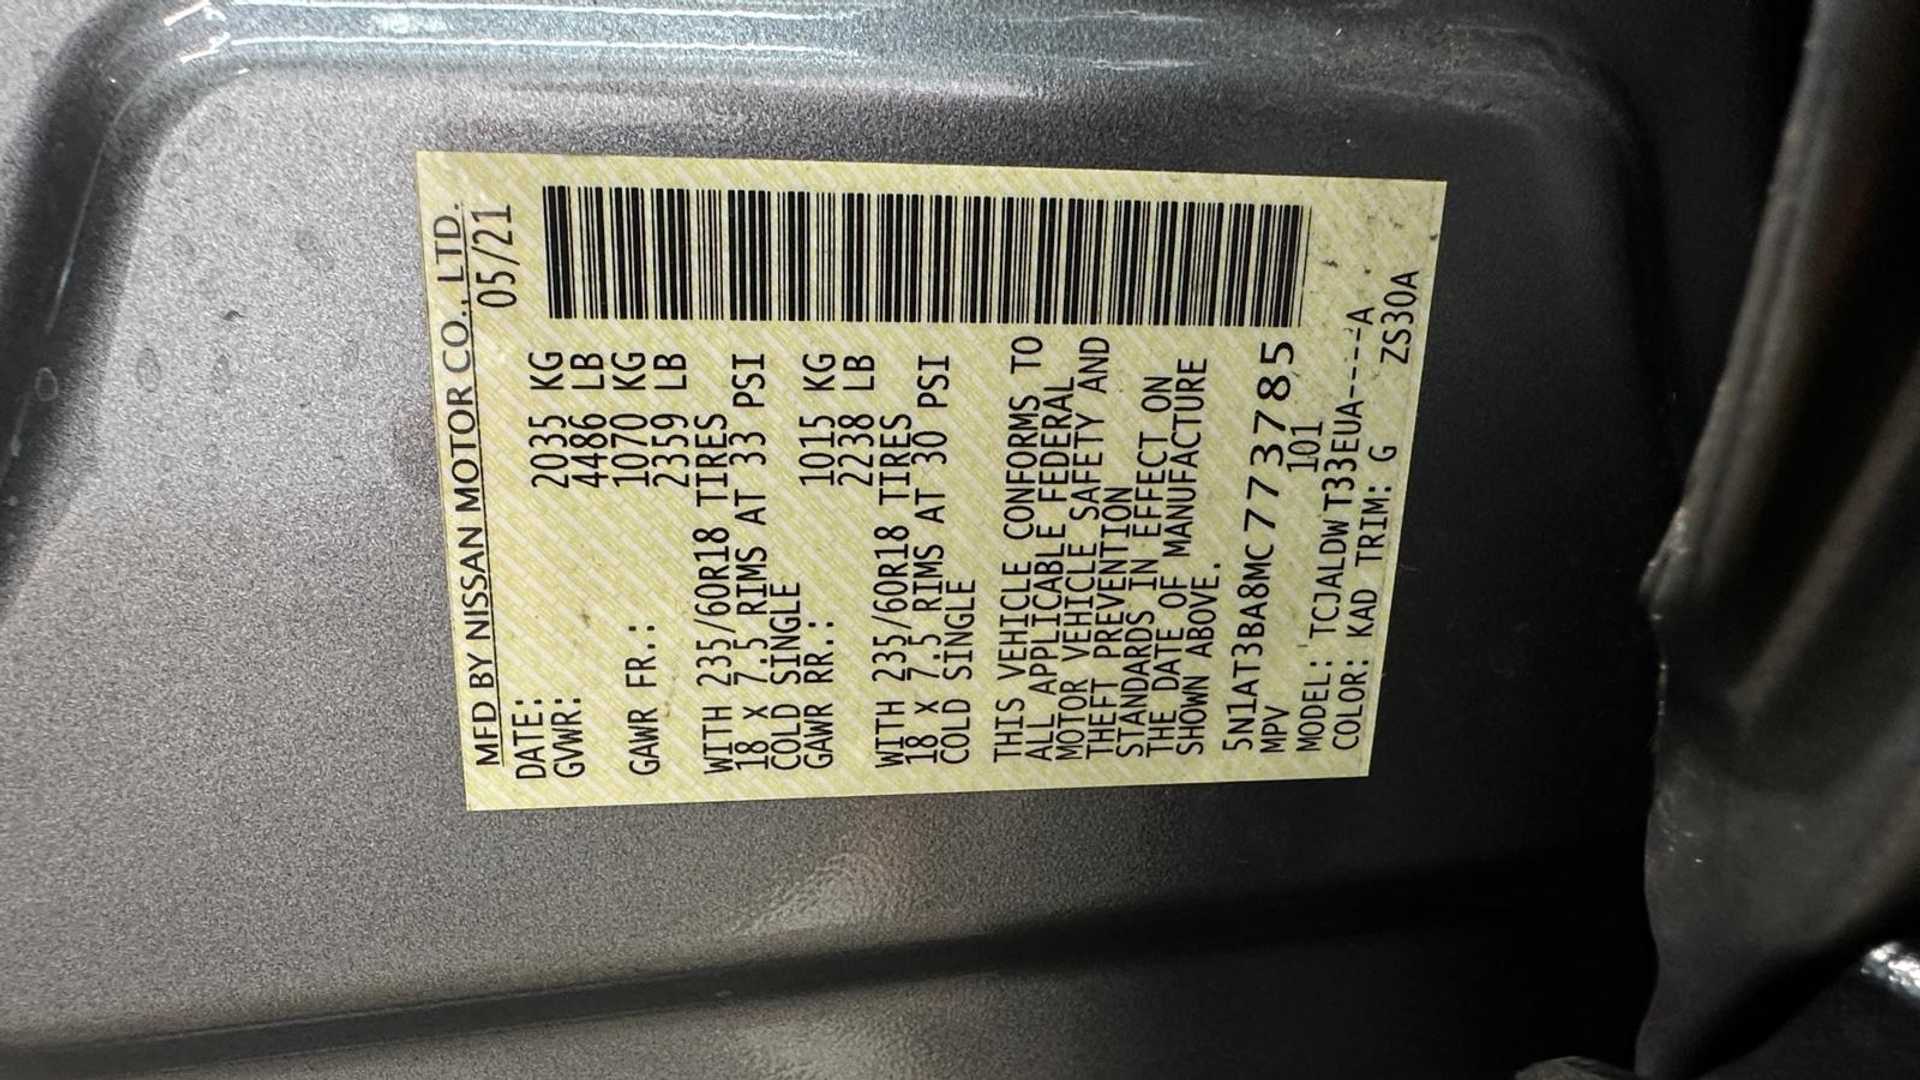 MFD BY NISSAN MOTOR CO., LTD.
DATE: 05/21
GVWR: 2035 KG
4486 LB
GAWR FR.: 1070 KG
2359 LB
WITH 235/60R18 TIRES
18 X 7.5 RIMS AT 33 PSI
COLD SINGLE
GAWR RR.: 1015 KG
2238 LB
WITH 235/60R18 TIRES
18 X 7.5 RIMS AT 30 PSI
COLD SINGLE
THIS VEHICLE CONFORMS TO
ALL APPLICABLE FEDERAL
MOTOR VEHICLE SAFETY AND
THEFT PREVENTION
STANDARDS IN EFFECT ON
THE DATE OF MANUFACTURE
SHOWN ABOVE.
5N1AT3BA8MC773785
MPV 101
MODEL: TCJALDWT33EUA----A
COLOR: KAD TRIM: G ZS30A